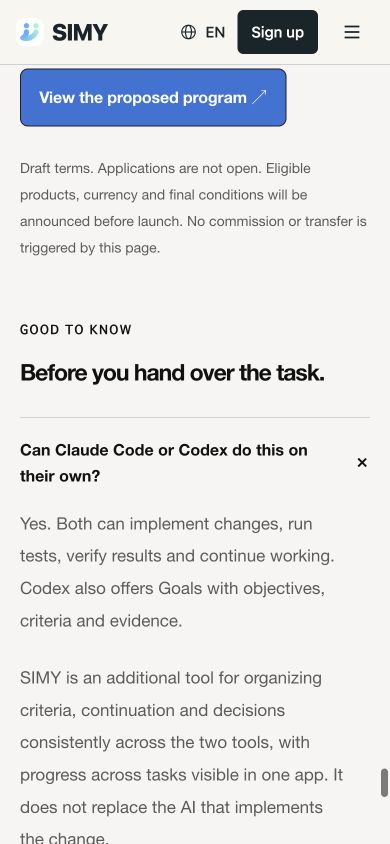 SIMY
EN
Sign up
View the proposed program ↗
Draft terms. Applications are not open. Eligible
products, currency and final conditions will be
announced before launch. No commission or transfer is
triggered by this page.
GOOD TO KNOW
Before you hand over the task.
Can Claude Code or Codex do this on
their own?
Yes. Both can implement changes, run
tests, verify results and continue working.
Codex also offers Goals with objectives,
criteria and evidence.
SIMY is an additional tool for organizing
criteria, continuation and decisions
consistently across the two tools, with
progress across tasks visible in one app. It
does not replace the AI that implements
the change.